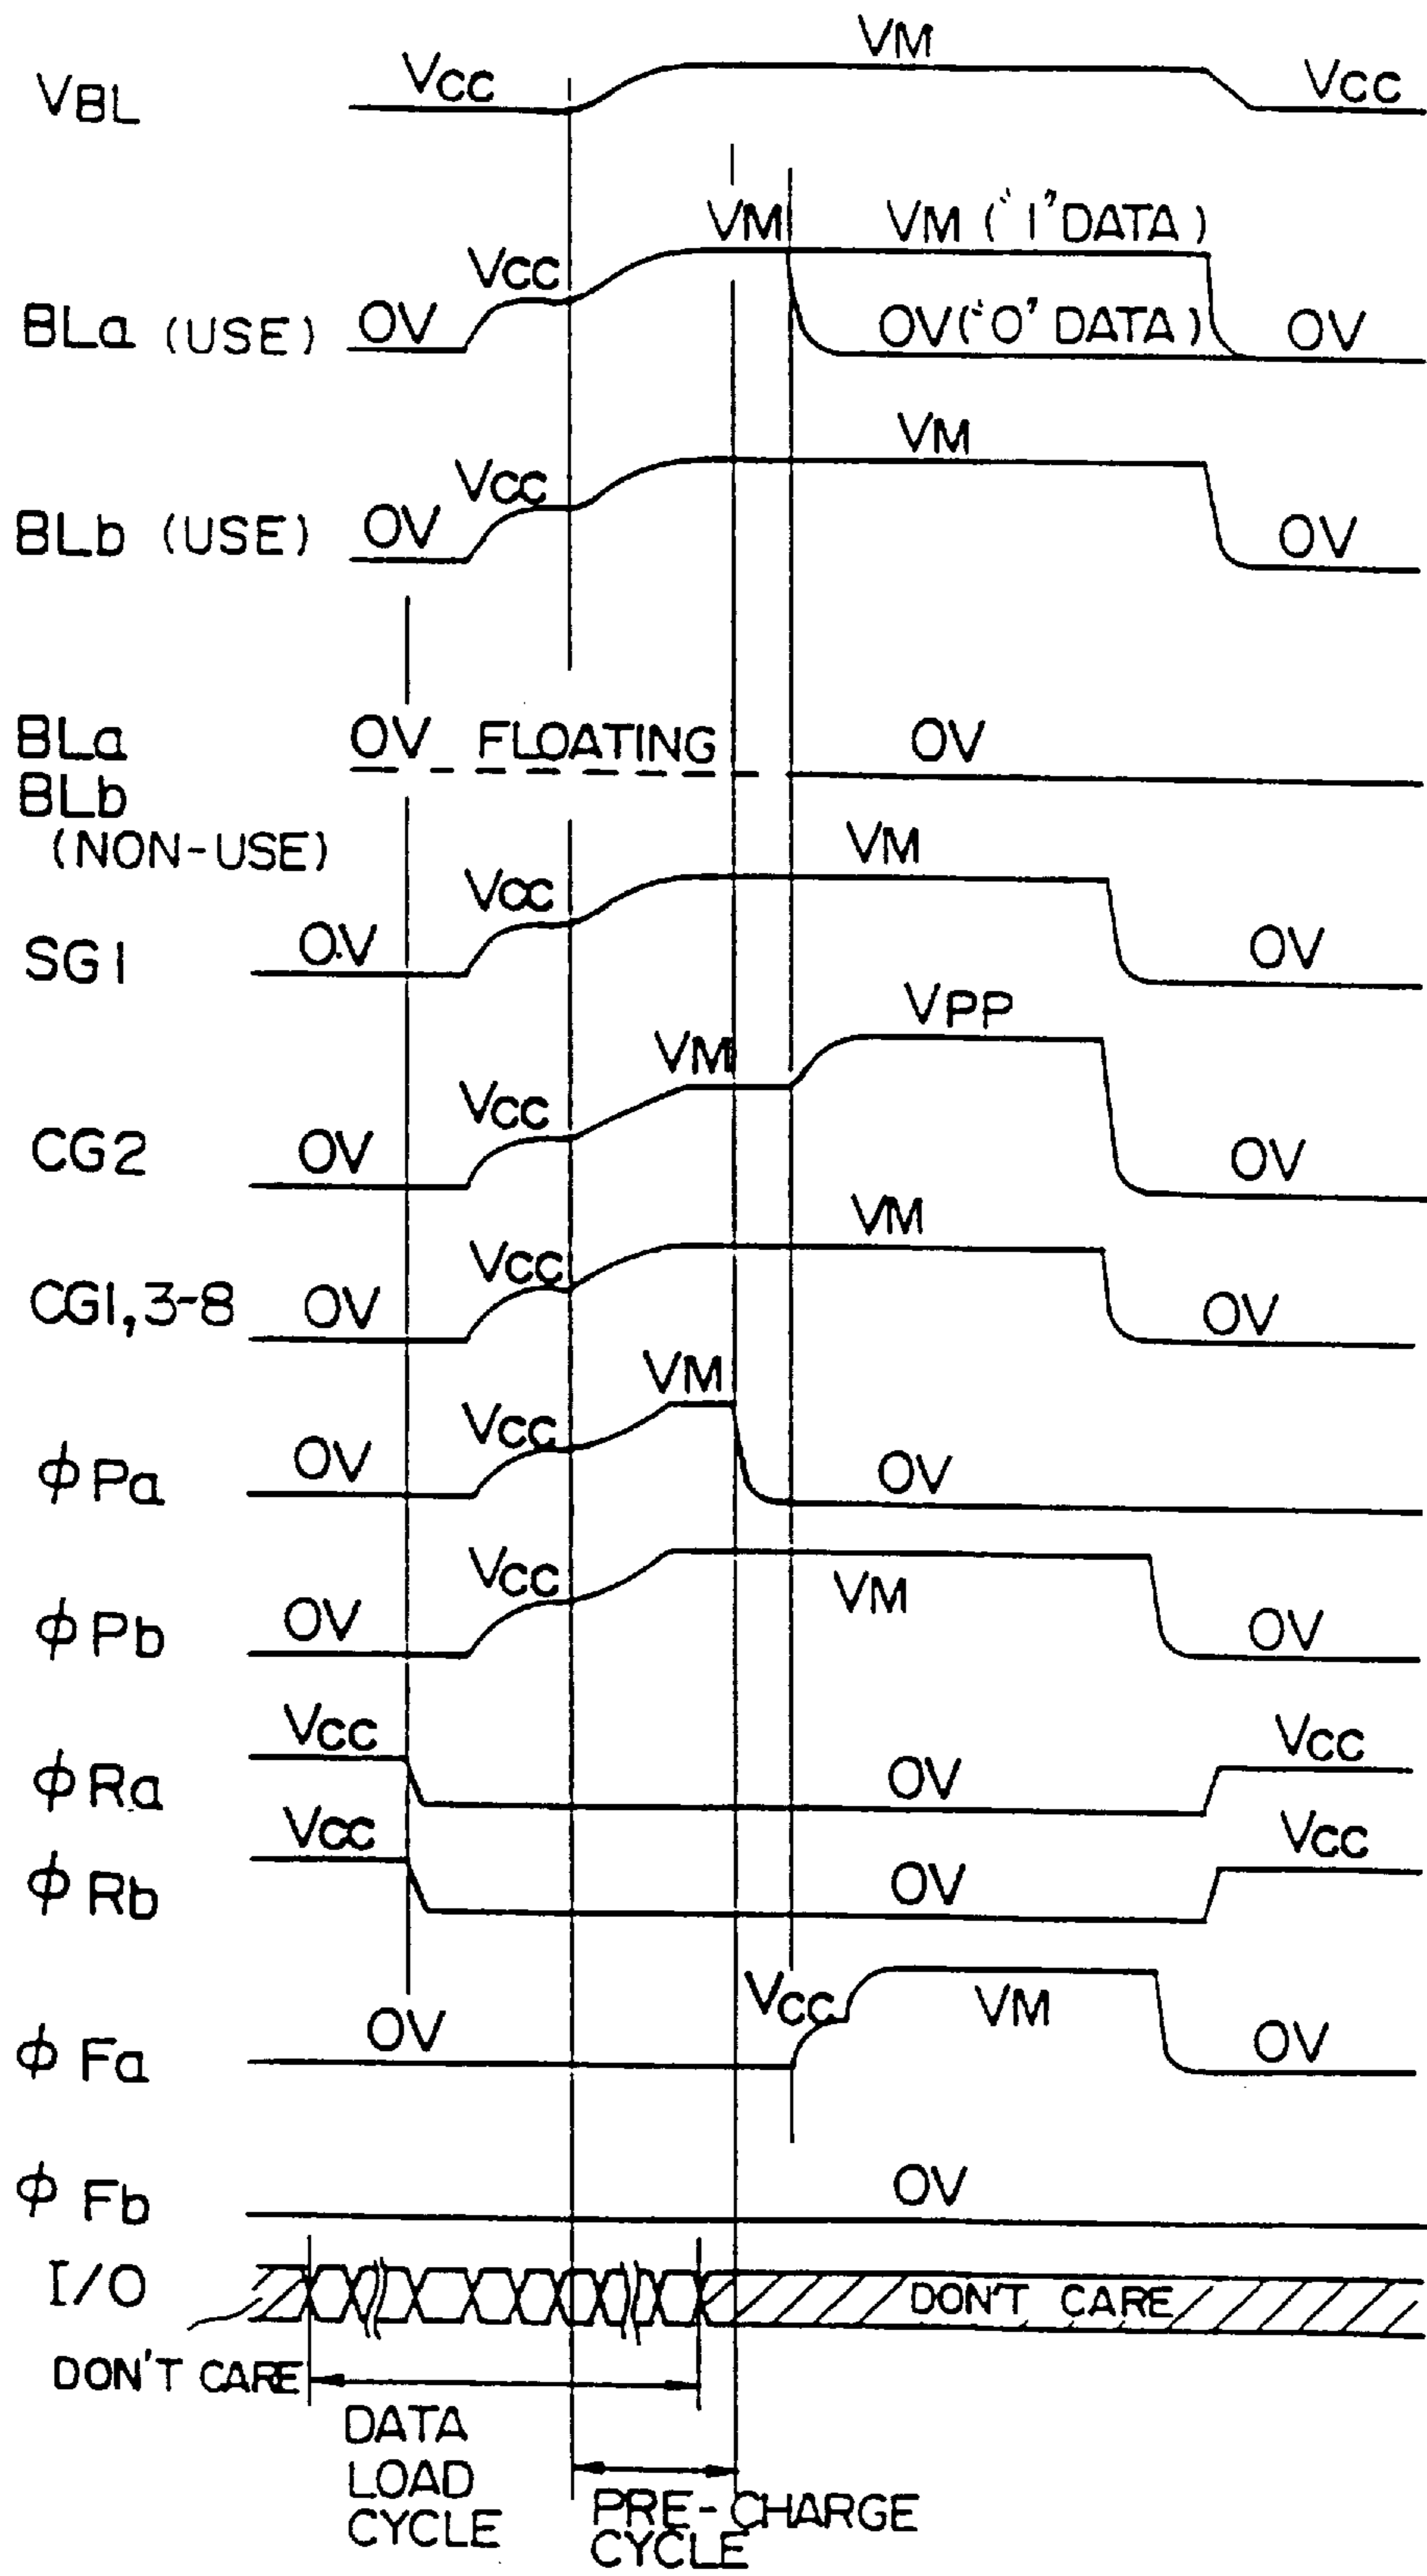 VBL VCC VM VCC
BLa (USE) OV VCC VM VM ("1" DATA) OV("0" DATA) OV
BLb (USE) OV VCC VM OV
BLa
BLb
(NON-USE)
OV FLOATING OV
SG1 OV VCC VM OV
CG2 OV VCC VM VPP OV
CG1,3-8 OV VCC VM OV
φPa OV VCC VM OV
φPb OV VCC VM OV
φRa VCC OV VCC
φRb VCC OV VCC
φFa OV VCC VM OV
φFb OV
I/O DON'T CARE
DON'T CARE
DATA
LOAD
CYCLE
PRE-CHARGE
CYCLE